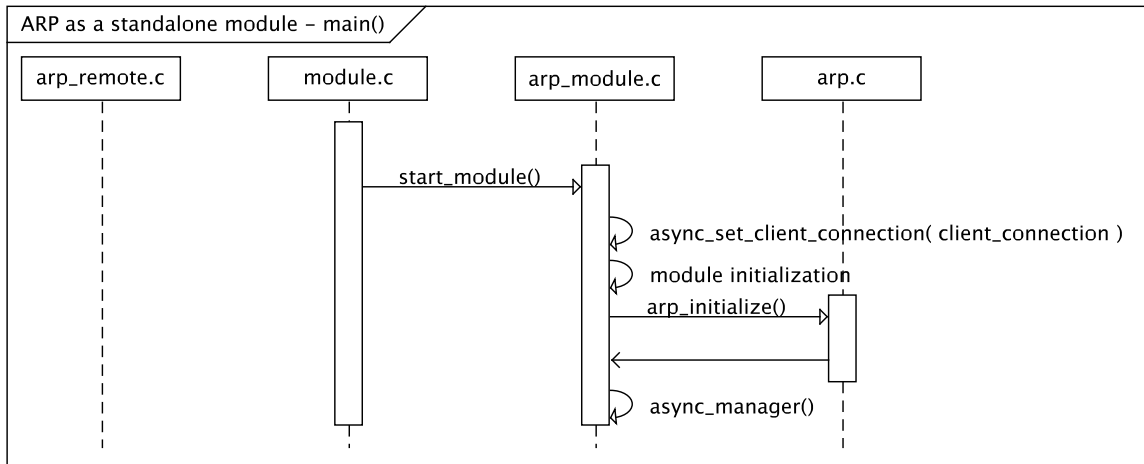 ARP as a standalone module - main()
arp_remote.c
module.c
arp_module.c
arp.c
start_module()
async_set_client_connection( client_connection )
module initialization
arp_initialize()
async_manager()